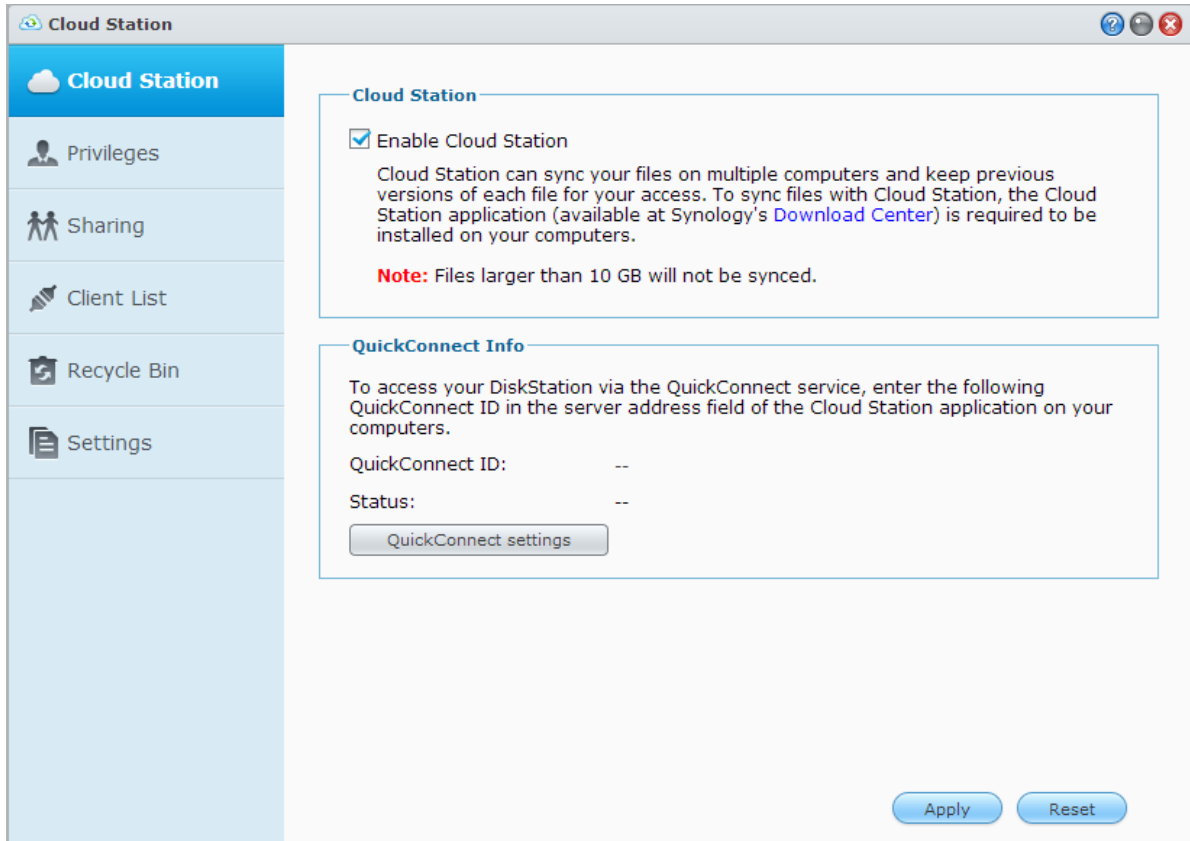 Cloud Station
Cloud Station
Privileges
Sharing
Client List
Recycle Bin
Settings
Cloud Station
Enable Cloud Station
Cloud Station can sync your files on multiple computers and keep previous
versions of each file for your access. To sync files with Cloud Station, the Cloud
Station application (available at Synology's Download Center) is required to be
installed on your computers.
Note: Files larger than 10 GB will not be synced.
QuickConnect Info
To access your DiskStation via the QuickConnect service, enter the following
QuickConnect ID in the server address field of the Cloud Station application on your
computers.
QuickConnect ID: --
Status: --
QuickConnect settings
Apply Reset